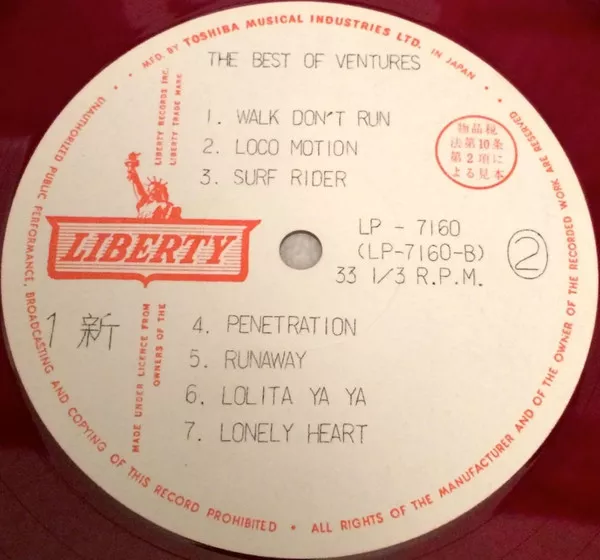 MFD. BY TOSHIBA MUSICAL INDUSTRIES LTD. IN JAPAN
THE BEST OF VENTURES
1. WALK DON'T RUN
2. LOCO MOTION
3. SURF RIDER
物品税
法第10条
第2項に
よる見本
LIBERTY RECORDS INC.
LIBERTY TRADE MARK
LIBERTY
LP - 7160
(LP-7160-B)
33 1/3 R.P.M.
2
1 新
MADE UNDER LICENCE FROM
OWNERS OF THE
4. PENETRATION
5. RUNAWAY
6. LOLITA YA YA
7. LONELY HEART
UNAUTHORIZED PUBLIC PERFORMANCE, BROADCASTING AND COPYING OF THIS RECORD PROHIBITED • ALL RIGHTS OF THE MANUFACTURER AND OF THE OWNER OF THE RECORDED WORK ARE RESERVED